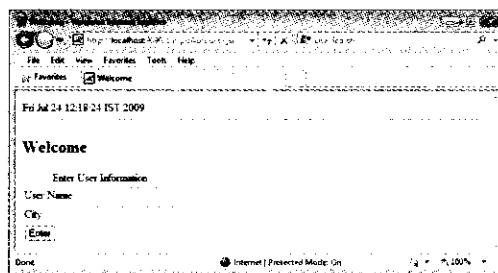 localhost
File Edit View Favorites Tools Help
Favorites Welcome
Fri Jul 24 12:18:24 IST 2009
Welcome
Enter User Information
User Name
City
Enter
Done Internet | Protected Mode: On 100%